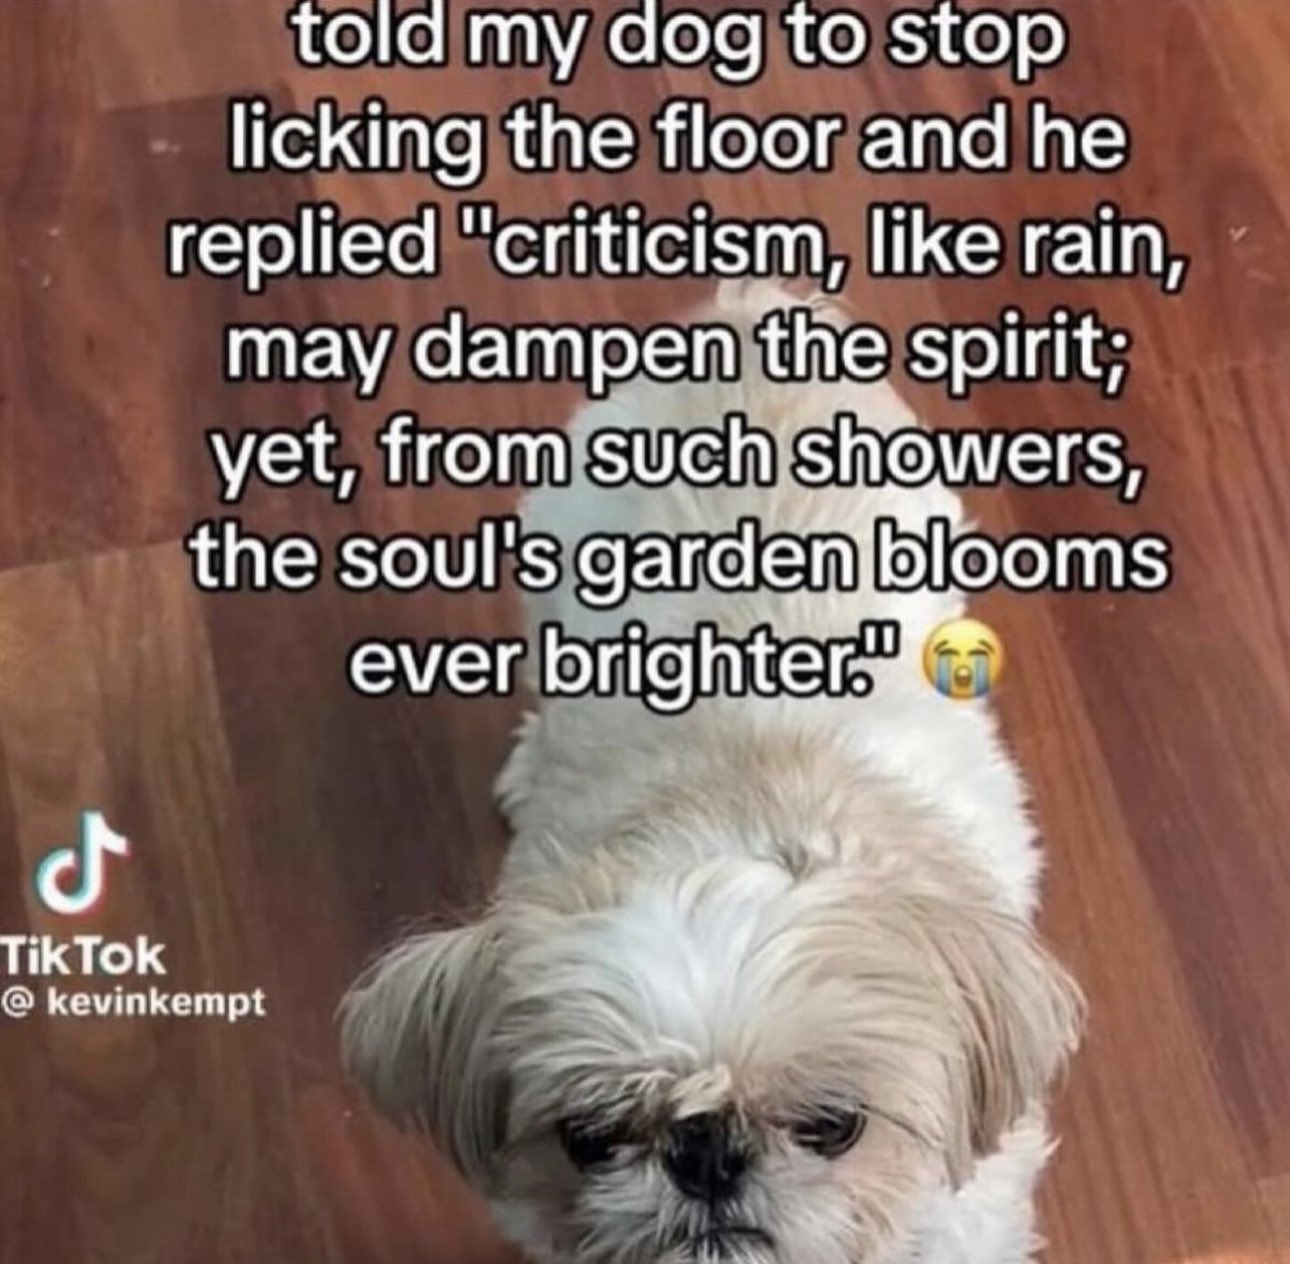 told my dog to stop
licking the floor and he
replied "criticism, like rain,
may dampen the spirit;
yet, from such showers,
the soul's garden blooms
ever brighter." 😭
TikTok
@ kevinkempt